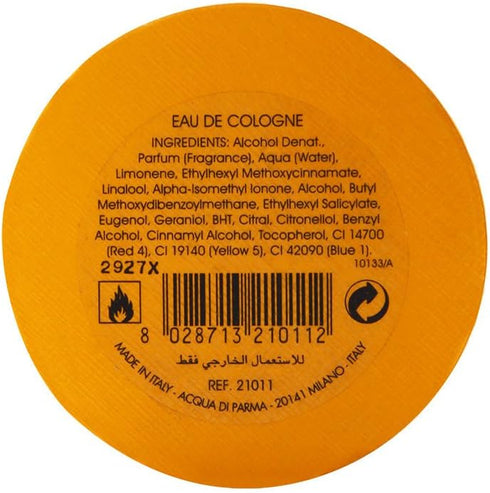 EAU DE COLOGNE
INGREDIENTS: Alcohol Denat.,
Parfum (Fragrance), Aqua (Water),
Limonene, Ethylhexyl Methoxycinnamate,
Linalool, Alpha-Isomethyl Ionone, Alcohol, Butyl
Methoxydibenzoylmethane, Ethylhexyl Salicylate,
Eugenol, Geraniol, BHT, Citral, Citronellol, Benzyl
Alcohol, Cinnamyl Alcohol, Tocopherol, CI 14700
(Red 4), CI 19140 (Yellow 5), CI 42090 (Blue 1).
2927X
10133/A
8 028713 210112
للاستعمال الخارجي فقط
REF. 21011
MADE IN ITALY - ACQUA DI PARMA - 20141 MILANO - ITALY